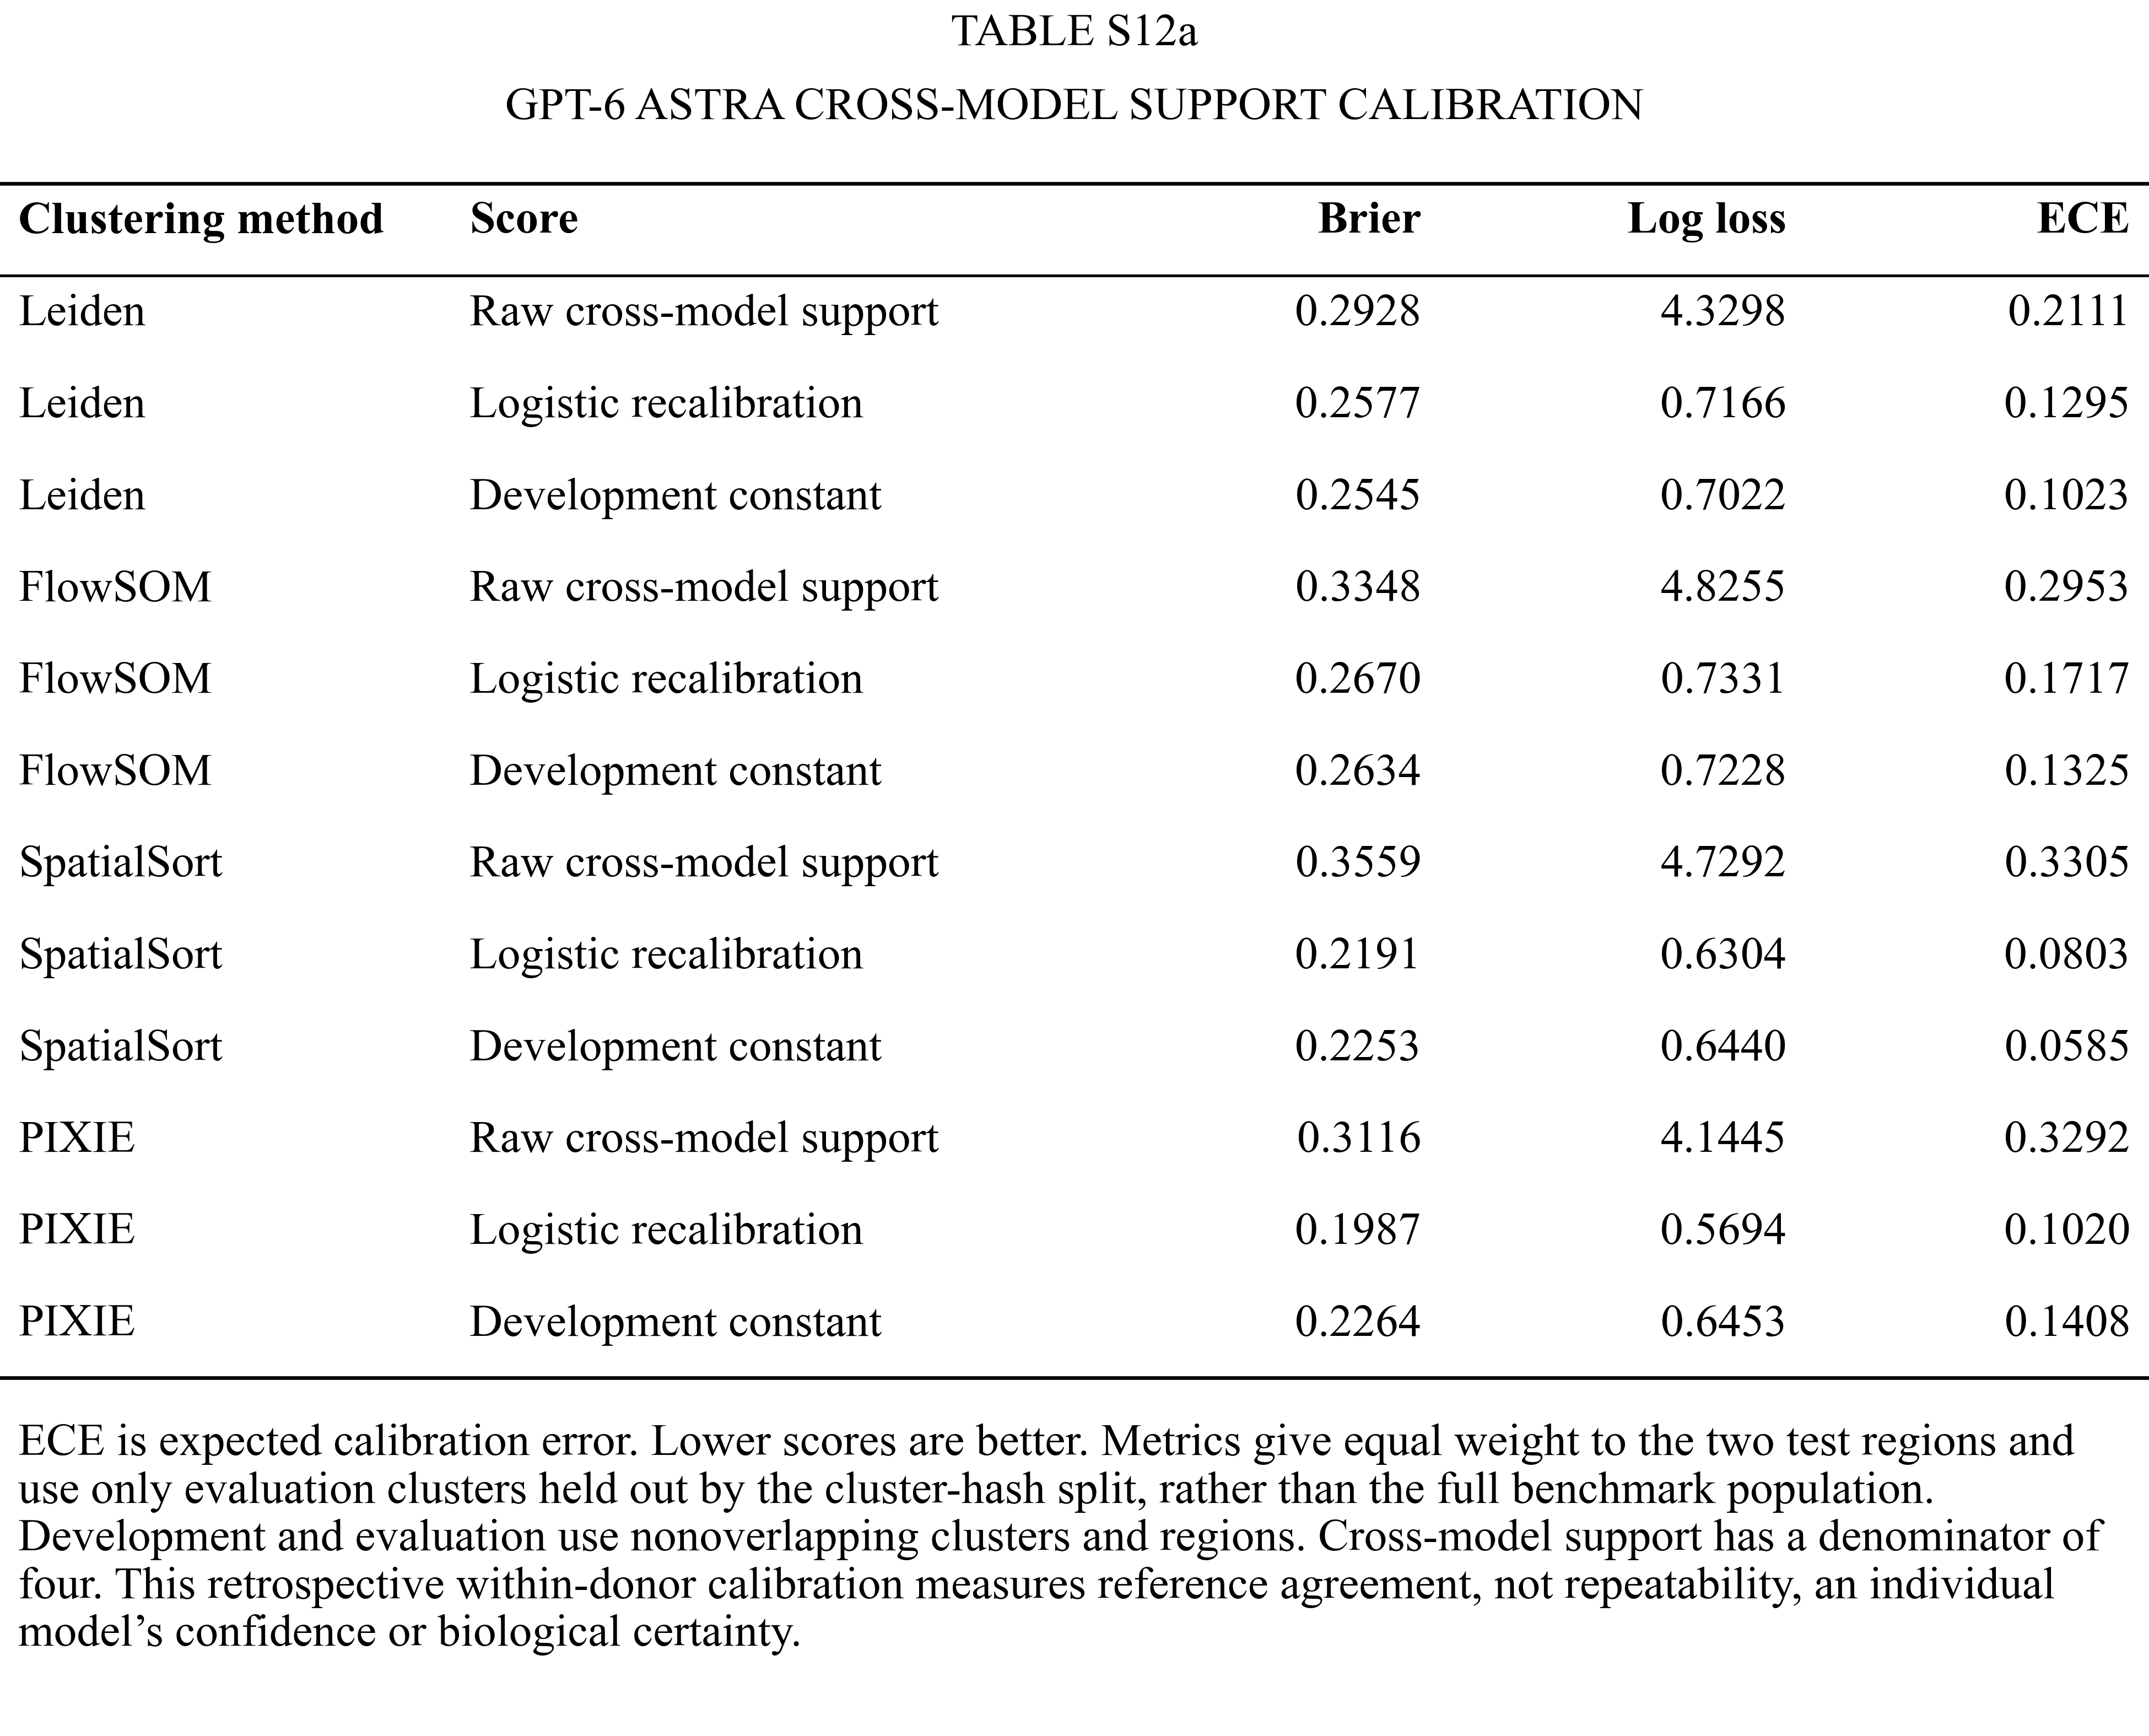 TABLE S12a
GPT-6 ASTRA CROSS-MODEL SUPPORT CALIBRATION
Clustering method Score Brier Log loss ECE
Leiden Raw cross-model support 0.2928 4.3298 0.2111
Leiden Logistic recalibration 0.2577 0.7166 0.1295
Leiden Development constant 0.2545 0.7022 0.1023
FlowSOM Raw cross-model support 0.3348 4.8255 0.2953
FlowSOM Logistic recalibration 0.2670 0.7331 0.1717
FlowSOM Development constant 0.2634 0.7228 0.1325
SpatialSort Raw cross-model support 0.3559 4.7292 0.3305
SpatialSort Logistic recalibration 0.2191 0.6304 0.0803
SpatialSort Development constant 0.2253 0.6440 0.0585
PIXIE Raw cross-model support 0.3116 4.1445 0.3292
PIXIE Logistic recalibration 0.1987 0.5694 0.1020
PIXIE Development constant 0.2264 0.6453 0.1408
ECE is expected calibration error. Lower scores are better. Metrics give equal weight to the two test regions and
use only evaluation clusters held out by the cluster-hash split, rather than the full benchmark population.
Development and evaluation use nonoverlapping clusters and regions. Cross-model support has a denominator of
four. This retrospective within-donor calibration measures reference agreement, not repeatability, an individual
model’s confidence or biological certainty.